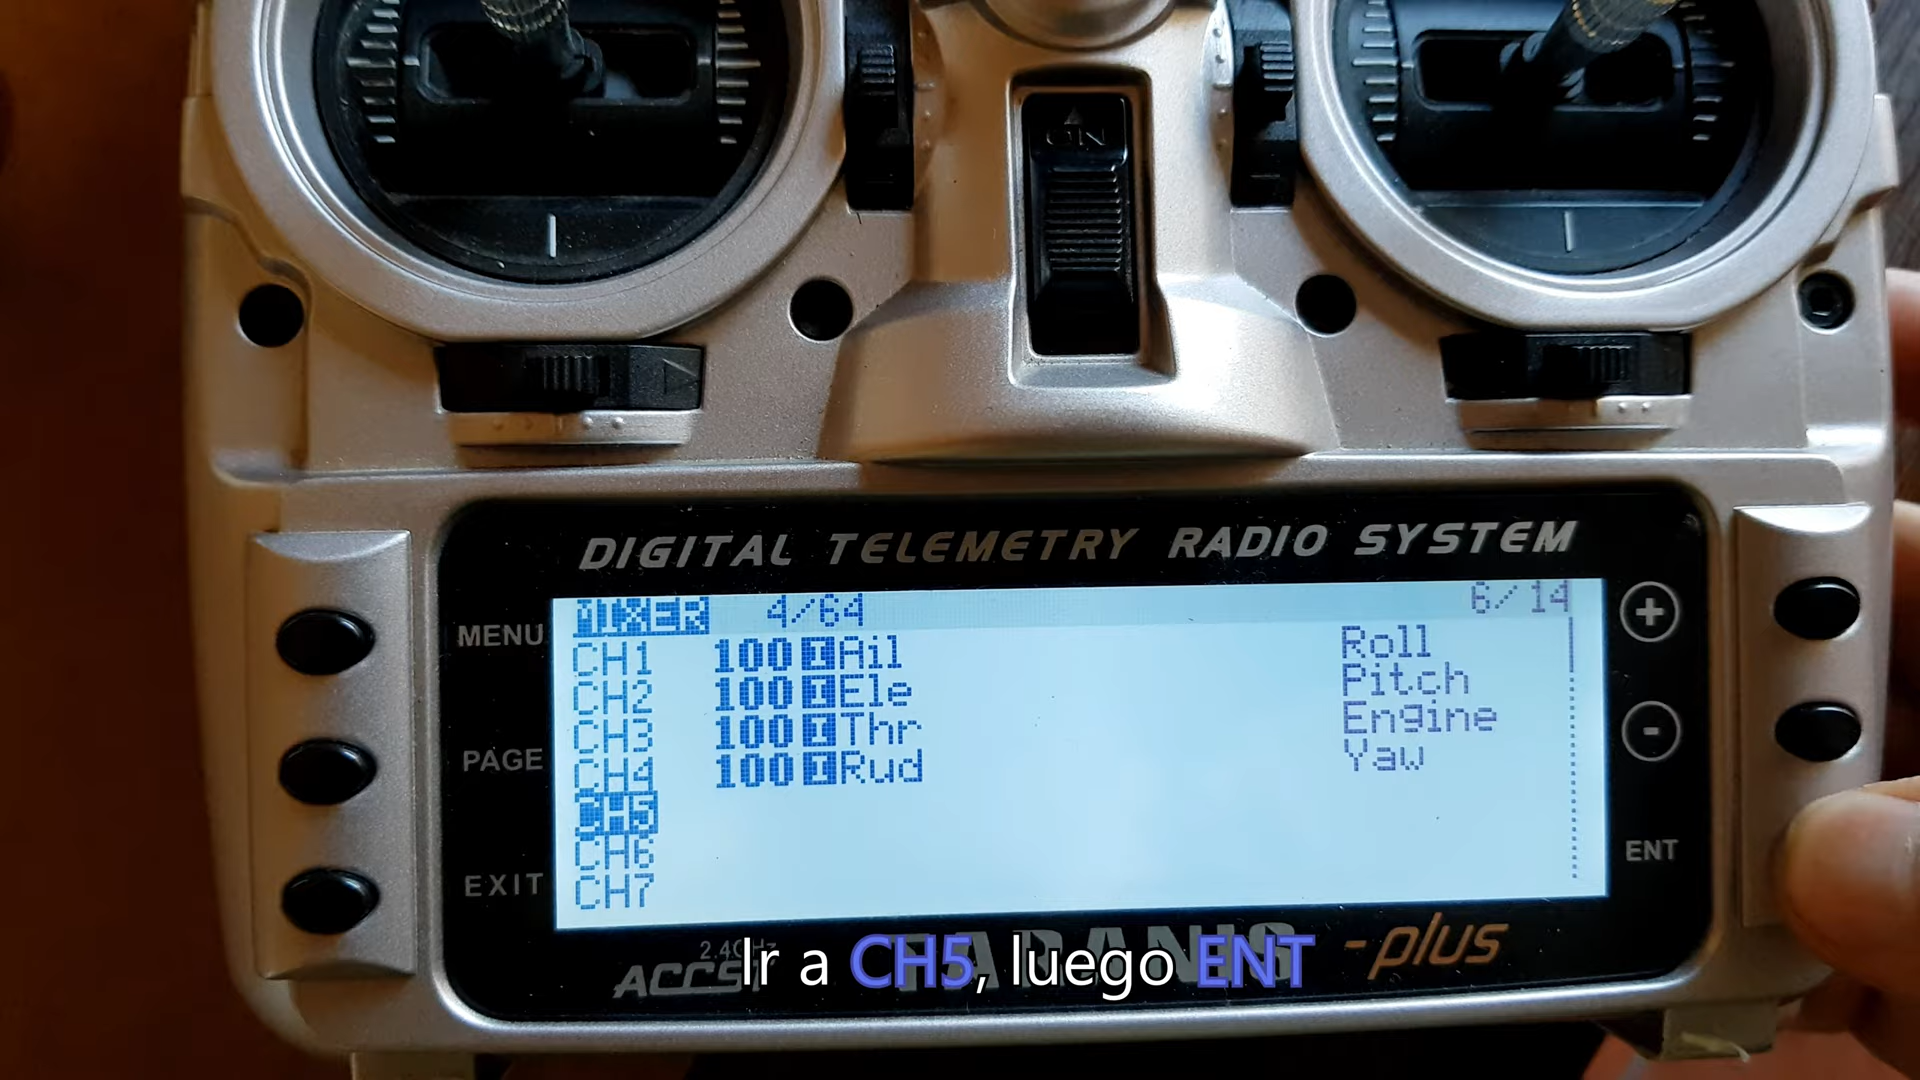 ON
DIGITAL TELEMETRY RADIO SYSTEM
MENU
PAGE
EXIT
MIXER 4/64 6/14
CH1 100 Ail Roll
CH2 100 Ele Pitch
CH3 100 Thr Engine
CH4 100 Rud Yaw
CH5
CH6
CH7
+
-
ENT
2.4GHz
ACCST TARANIS -plus
Ir a CH5, luego ENT